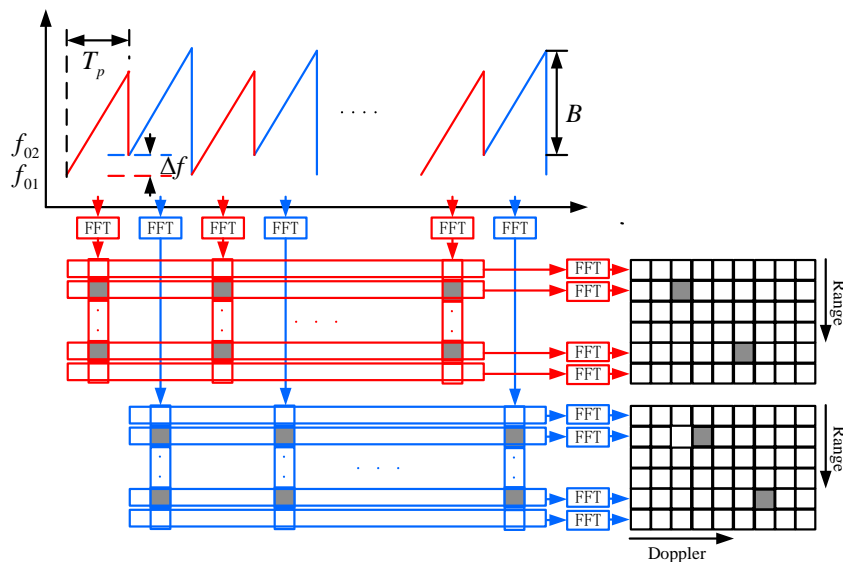 T_p
B
f_02
f_01
Δf
. . . .
FFT FFT FFT FFT FFT FFT
FFT
FFT
FFT
FFT
Range
FFT
FFT
FFT
FFT
Range
Doppler